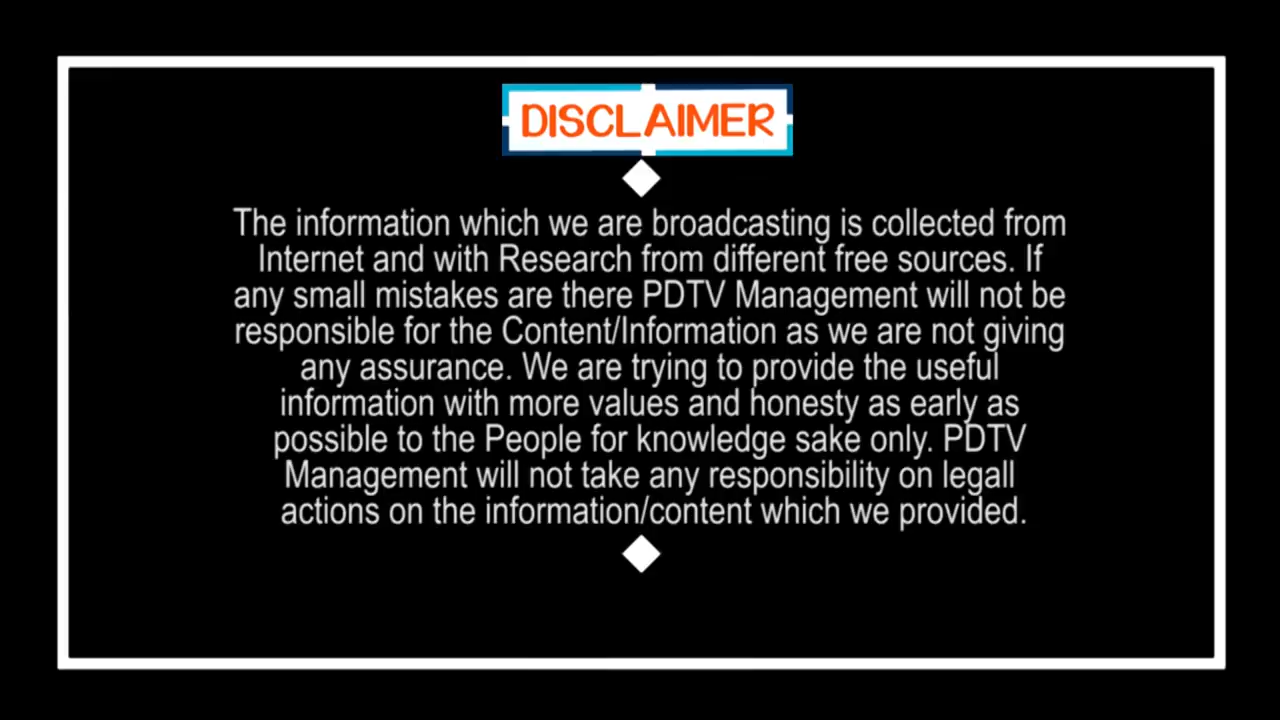 DISCLAIMER
The information which we are broadcasting is collected from
Internet and with Research from different free sources. If
any small mistakes are there PDTV Management will not be
responsible for the Content/Information as we are not giving
any assurance. We are trying to provide the useful
information with more values and honesty as early as
possible to the People for knowledge sake only. PDTV
Management will not take any responsibility on legall
actions on the information/content which we provided.